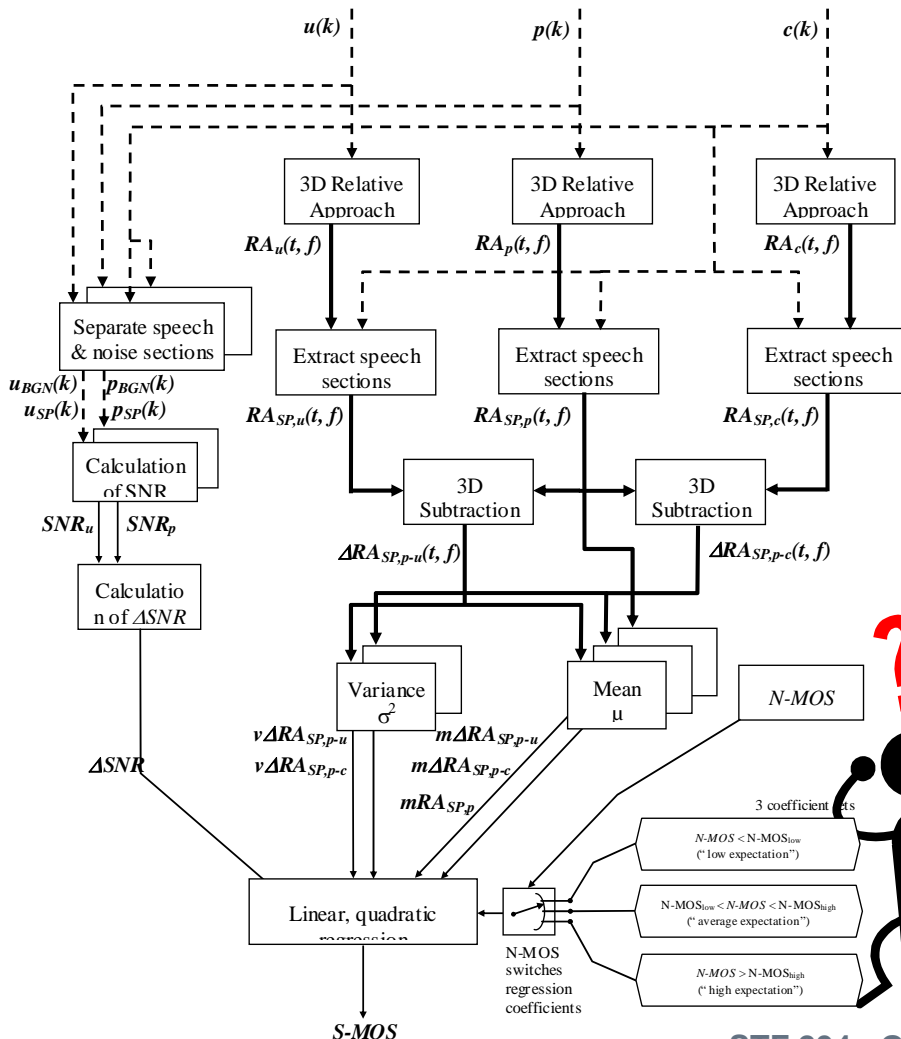 u(k)
p(k)
c(k)
3D Relative
Approach
3D Relative
Approach
3D Relative
Approach
RAu(t, f)
RAp(t, f)
RAc(t, f)
Separate speech
& noise sections
Extract speech
sections
Extract speech
sections
Extract speech
sections
uBGN(k)
pBGN(k)
uSP(k)
pSP(k)
RASP,u(t, f)
RASP,p(t, f)
RASP,c(t, f)
Calculation
of SNR
3D
Subtraction
3D
Subtraction
SNRu
SNRp
ΔRASP,p-u(t, f)
ΔRASP,p-c(t, f)
Calculatio
n of ΔSNR
Variance
σ2
Mean
μ
N-MOS
vΔRASP,p-u
mΔRASP,p-u
ΔSNR
vΔRASP,p-c
mΔRASP,p-c
mRASP,p
3 coefficient sets
N-MOS < N-MOSlow
(“ low expectation”)
N-MOSlow < N-MOS < N-MOShigh
(“ average expectation”)
N-MOS > N-MOShigh
(“ high expectation”)
Linear, quadratic
regression
N-MOS
switches
regression
coefficients
S-MOS